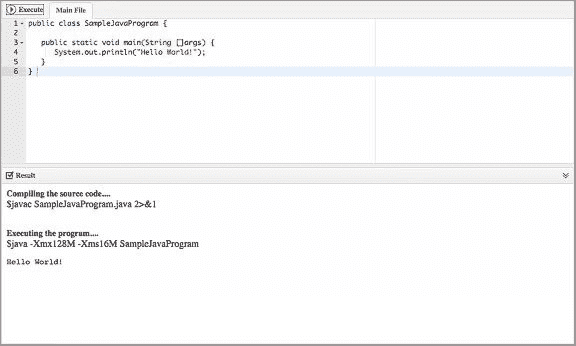 Execute Main File
1 public class SampleJavaProgram {
2
3 public static void main(String []args) {
4 System.out.println("Hello World!");
5 }
6 }
Result
Compiling the source code....
$javac SampleJavaProgram.java 2>&1
Executing the program....
$java -Xmx128M -Xms16M SampleJavaProgram
Hello World!